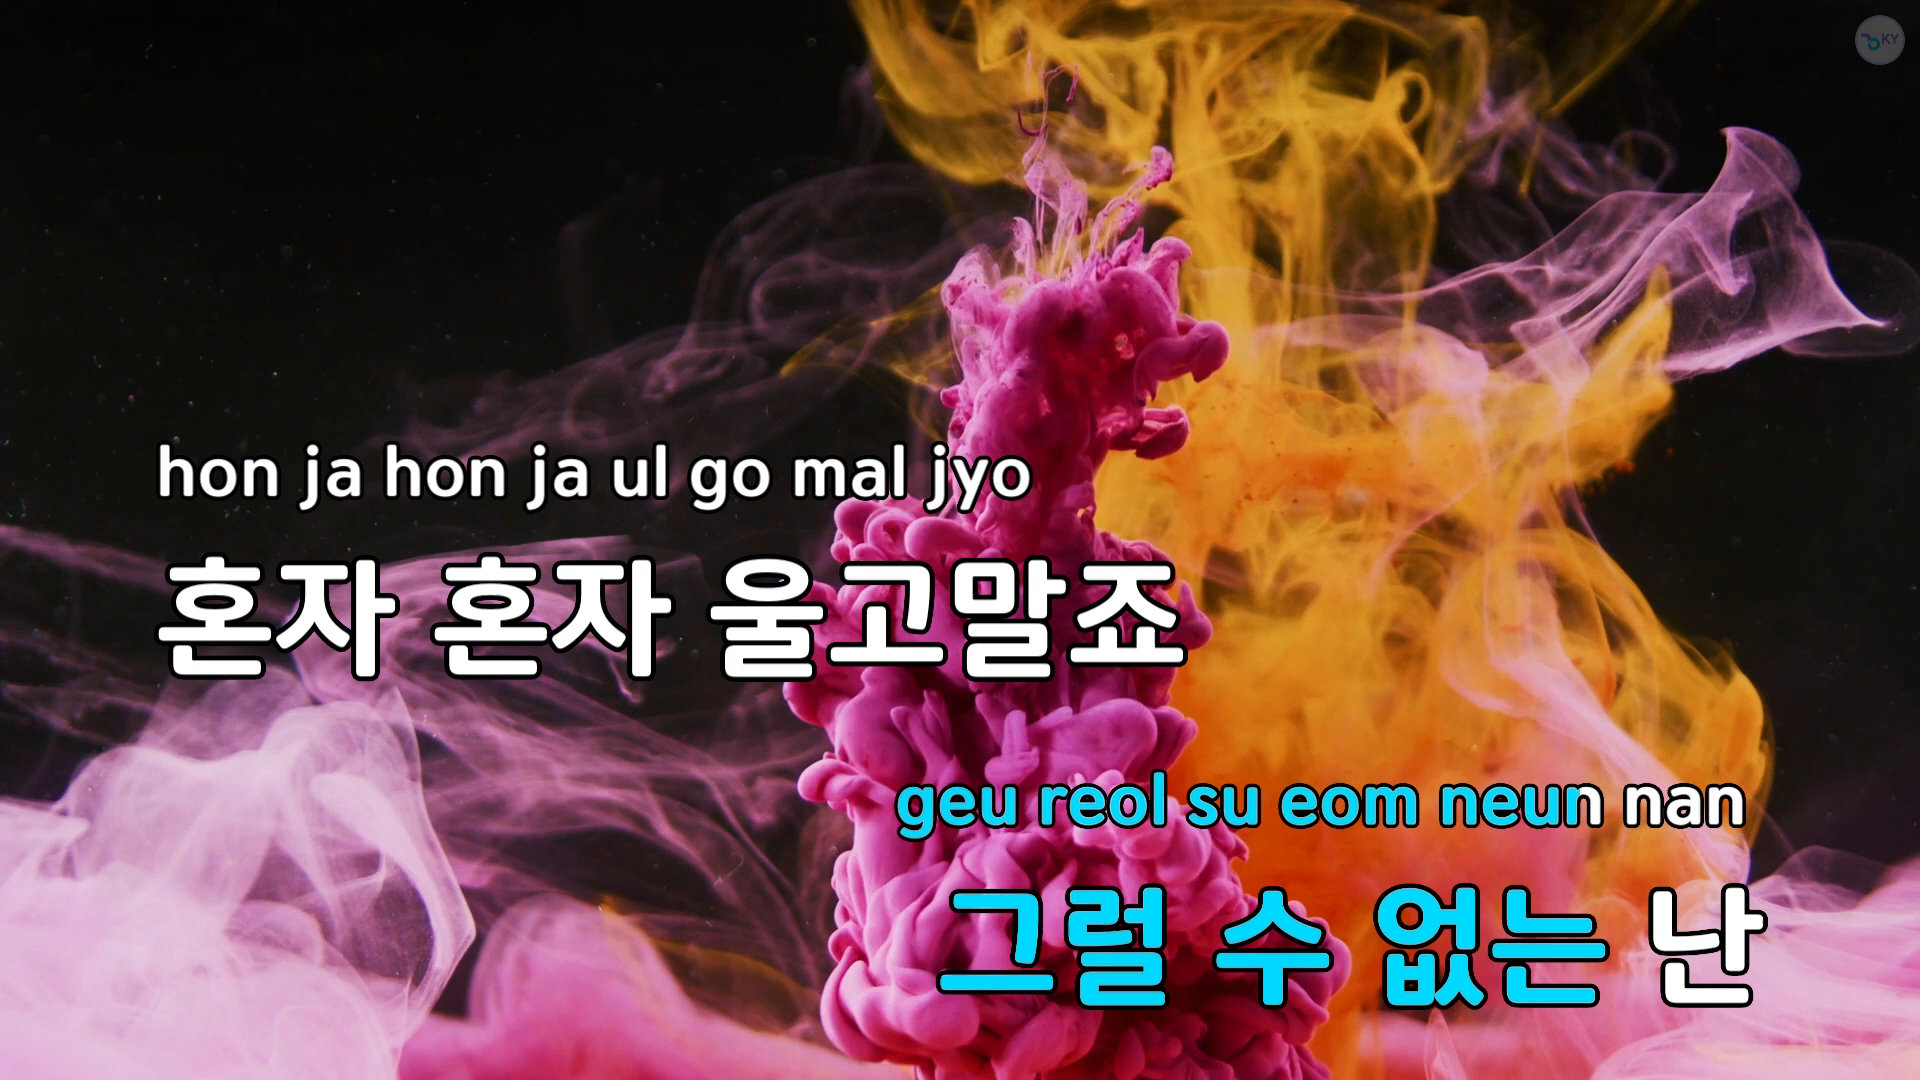 KY
hon ja hon ja ul go mal jyo
혼자 혼자 울고말죠
geu reol su eom neun nan
그럴 수 없는 난